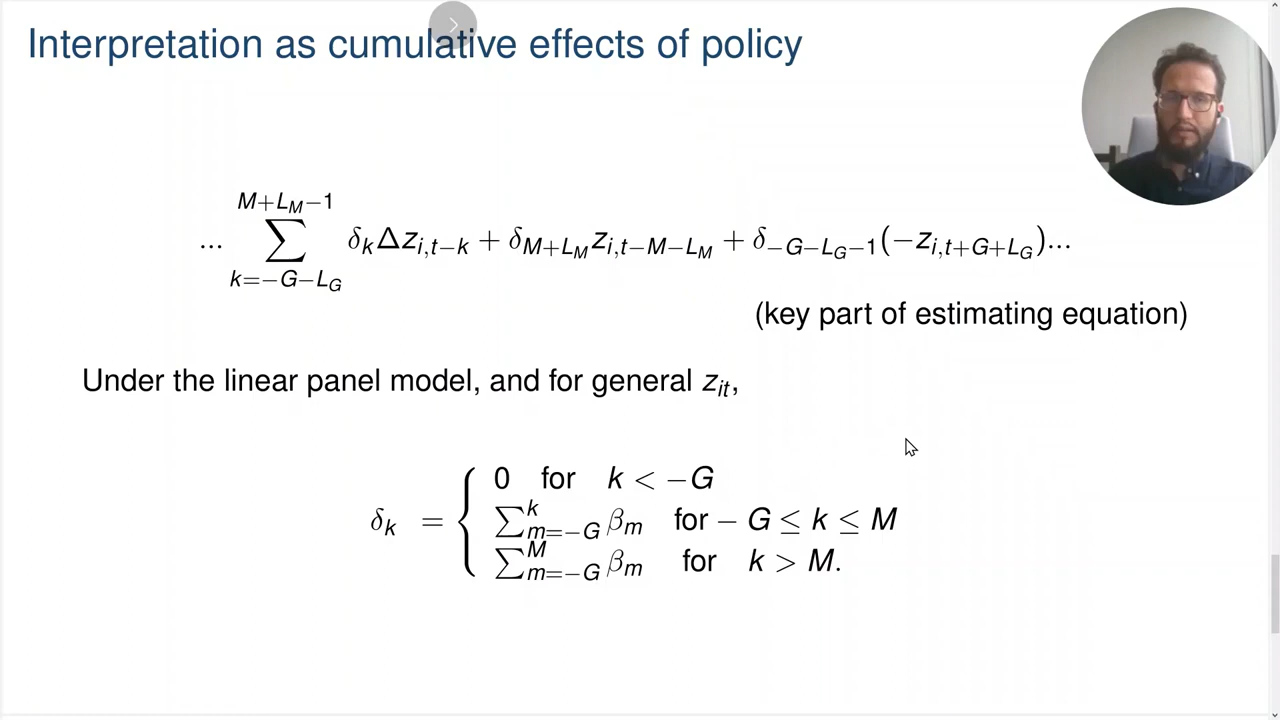 Interpretation as cumulative effects of policy
M+L_M−1
... ∑ δ_kΔz_{i,t−k} + δ_{M+L_M}z_{i,t−M−L_M} + δ_{−G−L_G−1}(−z_{i,t+G+L_G})...
k=−G−L_G
(key part of estimating equation)
Under the linear panel model, and for general z_{it},
0 for k < −G
δ_k = { ∑_{m=−G}^{k} β_m for − G ≤ k ≤ M
∑_{m=−G}^{M} β_m for k > M.